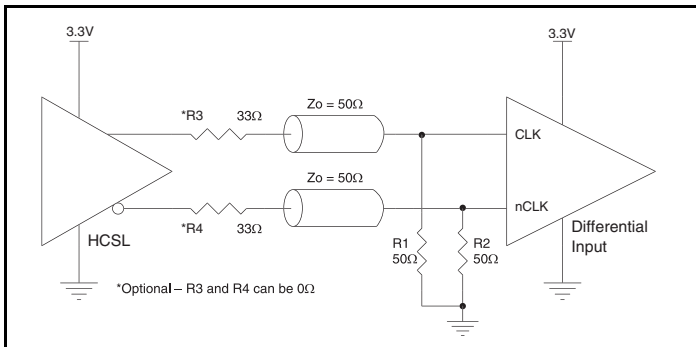 3.3V
3.3V
*R3 33Ω
Zo = 50Ω
CLK
Zo = 50Ω
nCLK
HCSL
*R4 33Ω
R1
50Ω
R2
50Ω
Differential
Input
*Optional – R3 and R4 can be 0Ω